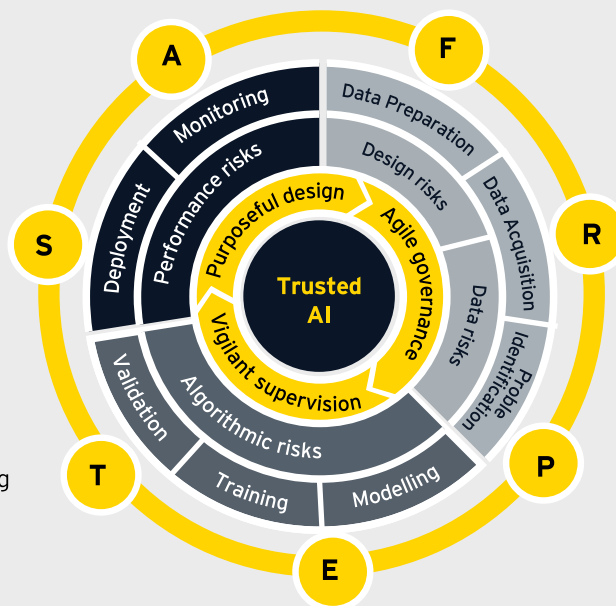 A
F
R
P
E
T
S
Monitoring
Data Preparation
Data Acquisition
Proble
Identification
Modelling
Training
Validation
Deployment
Performance risks
Design risks
Data risks
Algorithmic risks
Purposeful design
Agile governance
Vigilant supervision
Trusted
AI
g